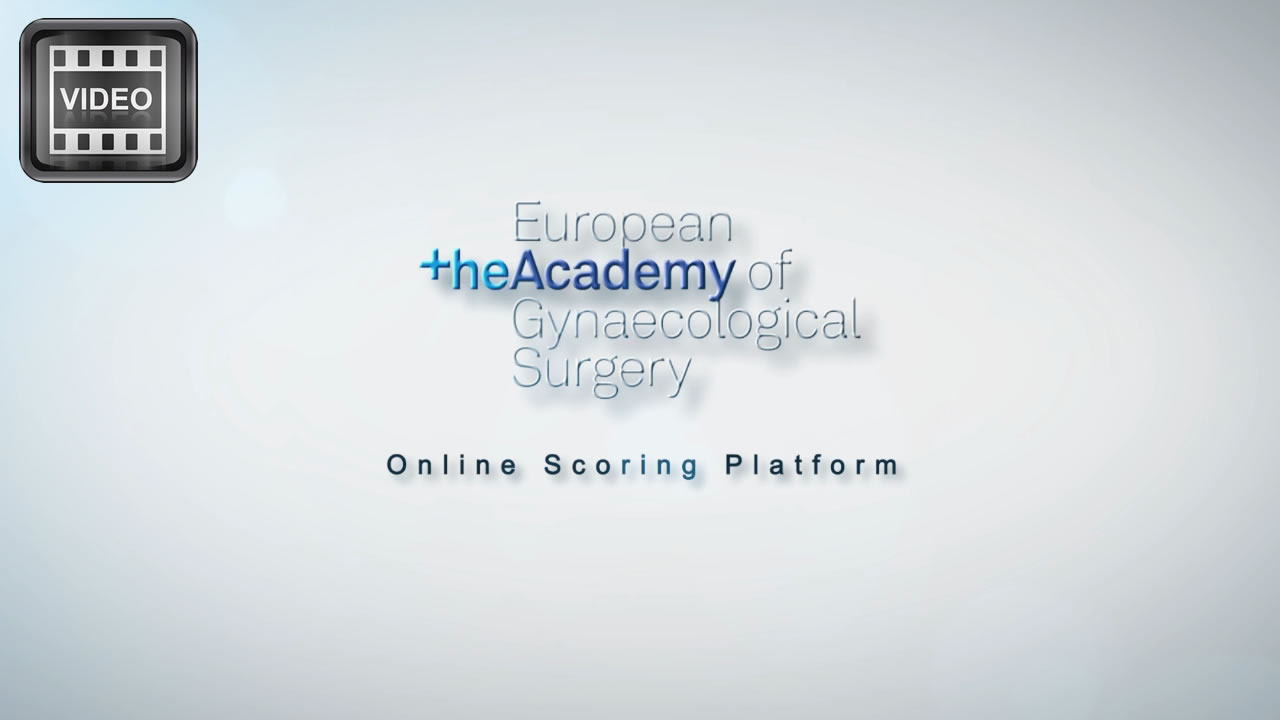 VIDEO
European
+heAcademy of
Gynaecological
Surgery
Online Scoring Platform